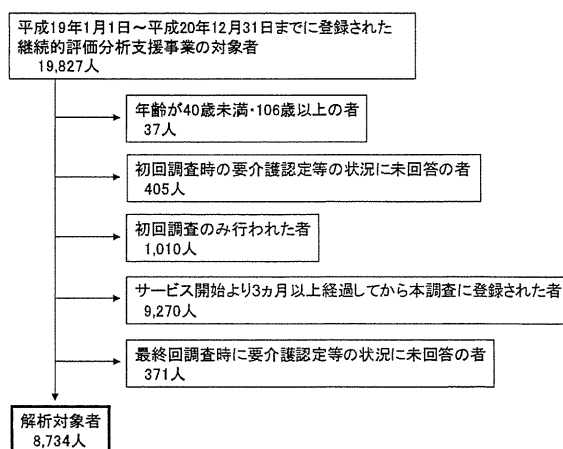 平成19年1月1日～平成20年12月31日までに登録された
継続的評価分析支援事業の対象者
19,827人
年齢が40歳未満・106歳以上の者
37人
初回調査時の要介護認定等の状況に未回答の者
405人
初回調査のみ行われた者
1,010人
サービス開始より3ヵ月以上経過してから本調査に登録された者
9,270人
最終回調査時に要介護認定等の状況に未回答の者
371人
解析対象者
8,734人